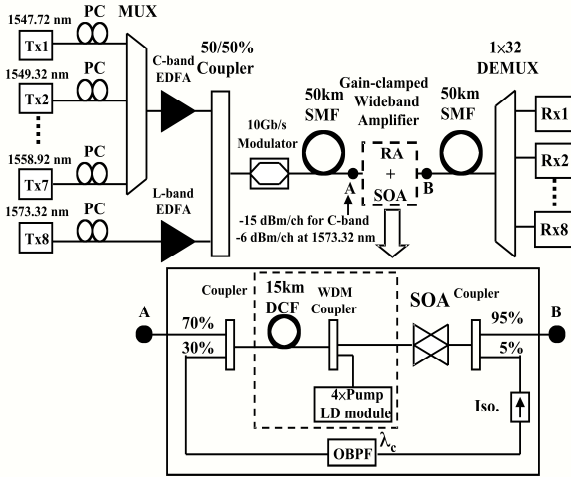 1547.72 nm
PC
MUX
Tx1
1549.32 nm
PC
Tx2
C-band
EDFA
50/50%
Coupler
1558.92 nm
PC
Tx7
1573.32 nm
PC
Tx8
L-band
EDFA
10Gb/s
Modulator
50km
SMF
Gain-clamped
Wideband
Amplifier
RA
+
SOA
A
B
50km
SMF
1×32
DEMUX
Rx1
Rx2
Rx8
-15 dBm/ch for C-band
-6 dBm/ch at 1573.32 nm
A
70%
30%
Coupler
15km
DCF
WDM
Coupler
4×Pump
LD module
SOA
Coupler
95%
5%
B
Iso.
OBPF
λc